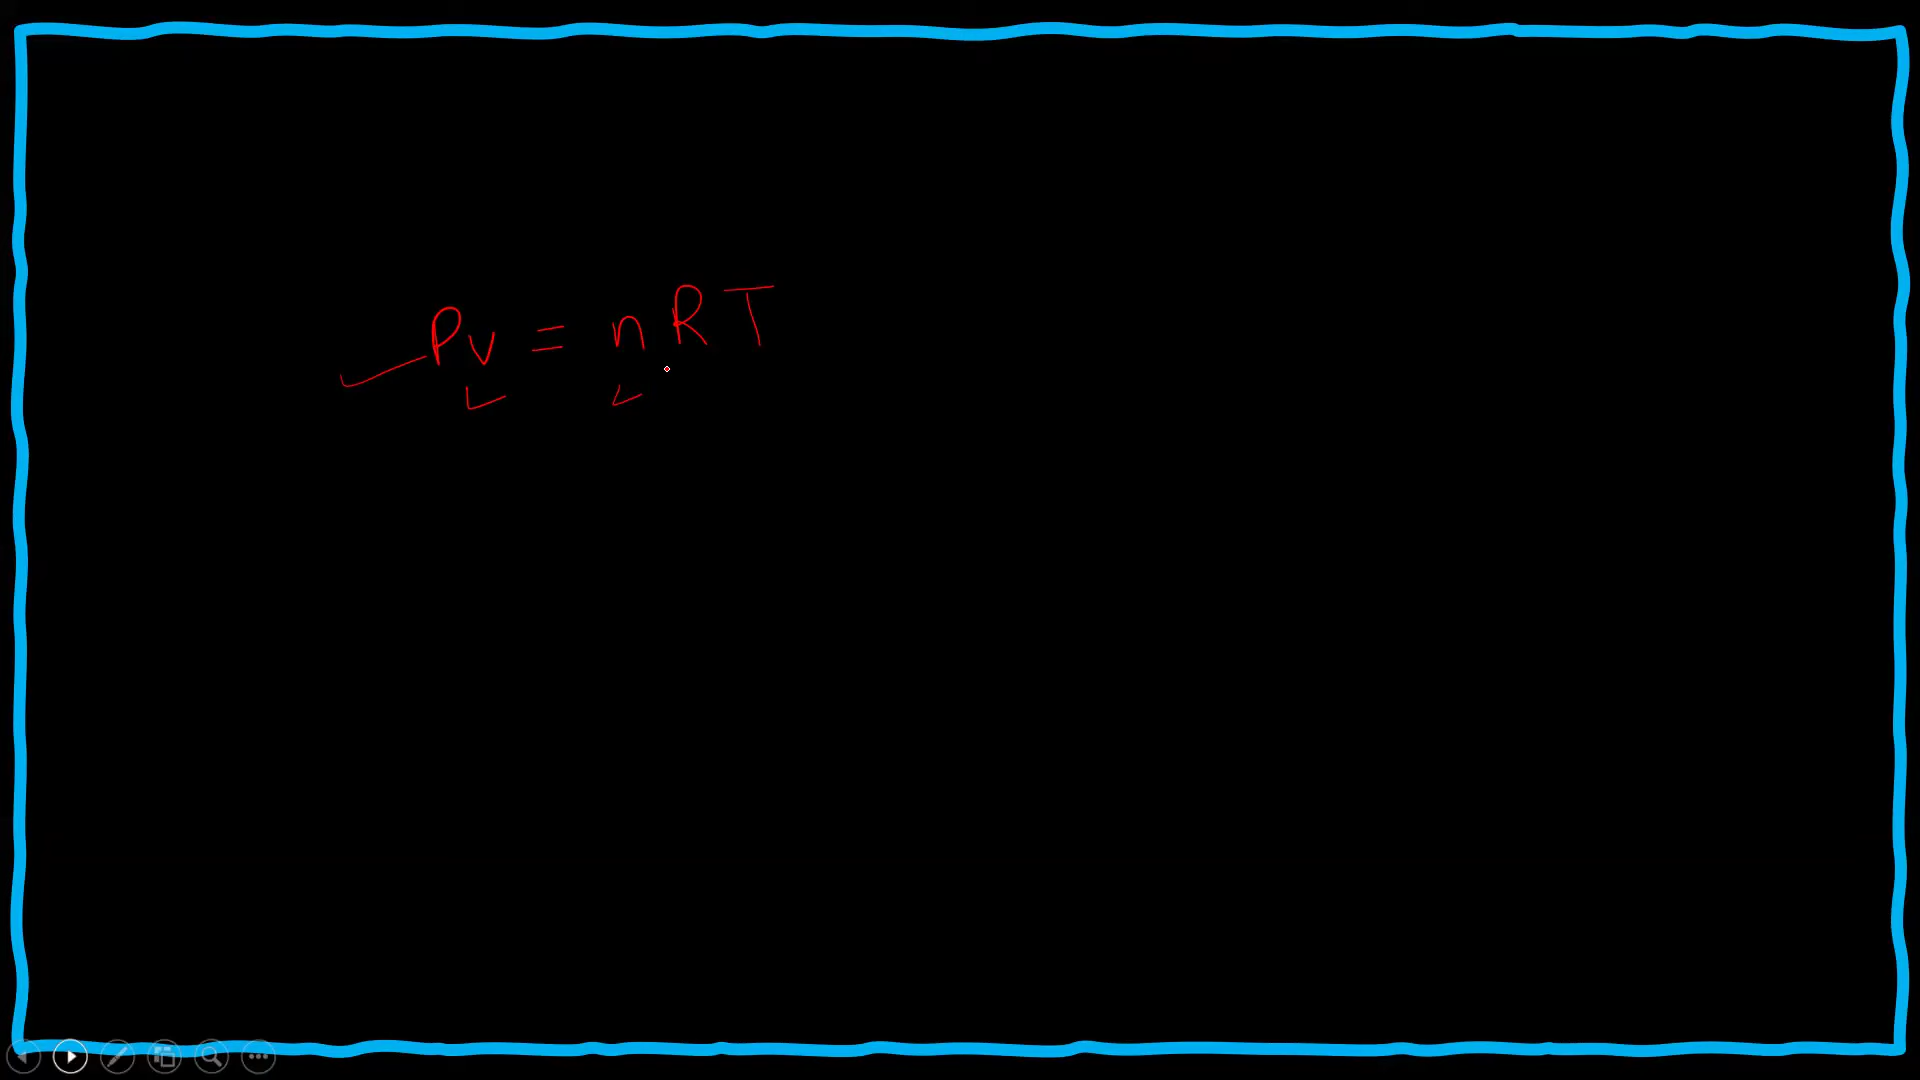 PV = nRT